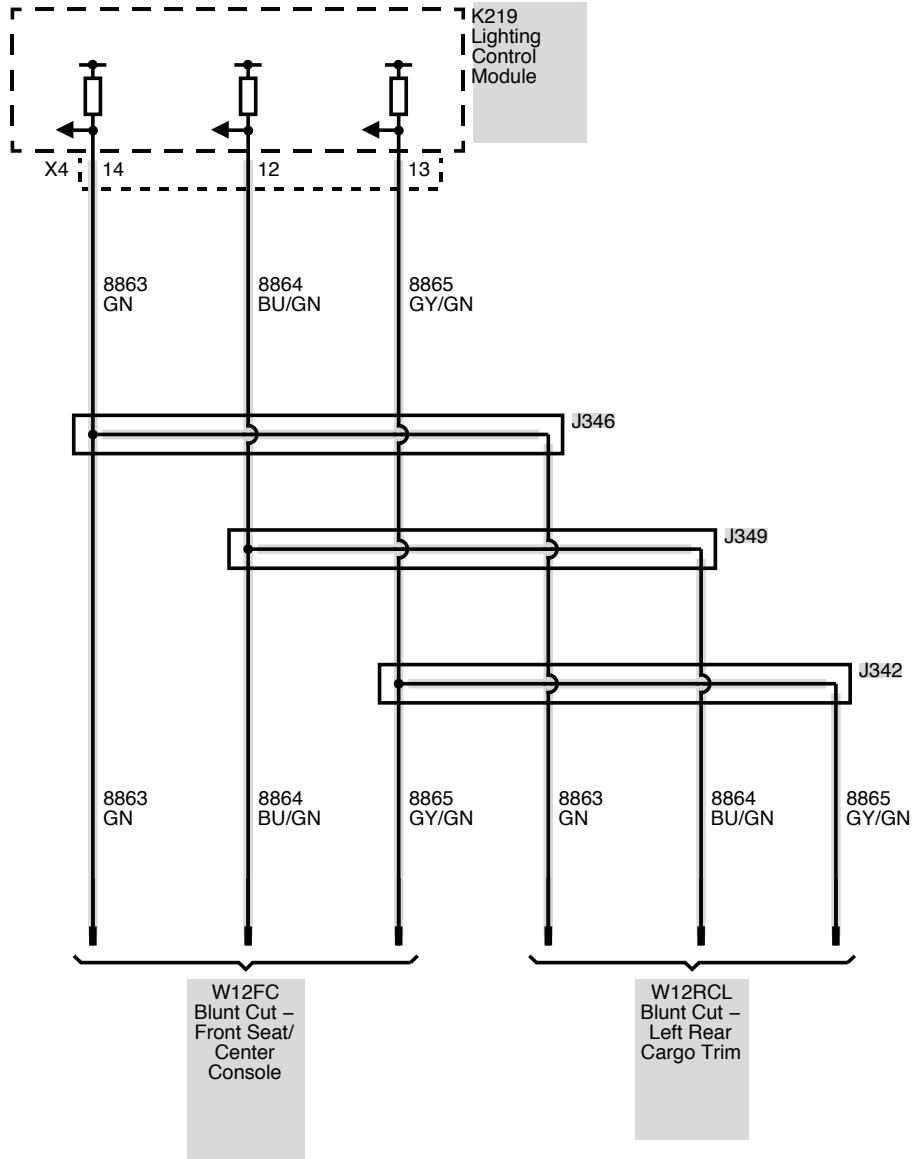 K219
Lighting
Control
Module
X4 14 12 13
8863
GN
8864
BU/GN
8865
GY/GN
J346
J349
J342
8863
GN
8864
BU/GN
8865
GY/GN
8863
GN
8864
BU/GN
8865
GY/GN
W12FC
Blunt Cut –
Front Seat/
Center
Console
W12RCL
Blunt Cut –
Left Rear
Cargo Trim